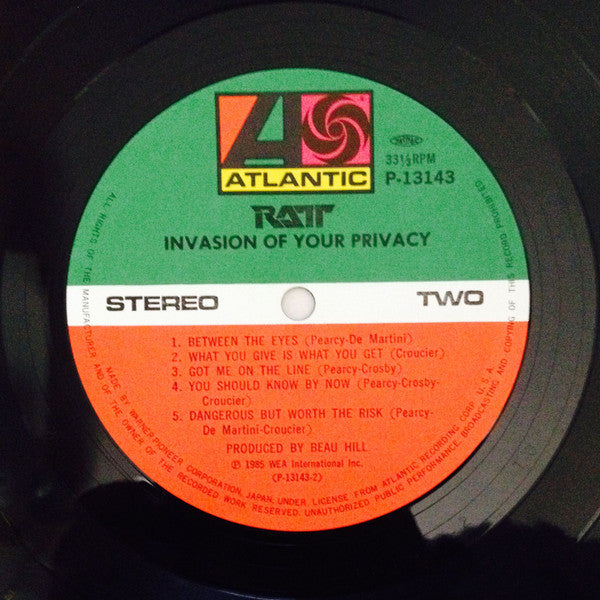 ATLANTIC
33⅓ RPM
P-13143
RATT
INVASION OF YOUR PRIVACY
STEREO
TWO
1. BETWEEN THE EYES (Pearcy-De Martini)
2. WHAT YOU GIVE IS WHAT YOU GET (Croucier)
3. GOT ME ON THE LINE (Pearcy-Crosby)
4. YOU SHOULD KNOW BY NOW (Pearcy-Crosby-
Croucier)
5. DANGEROUS BUT WORTH THE RISK (Pearcy-
De Martini-Croucier)
PRODUCED BY BEAU HILL
℗ 1985 WEA International Inc.
(P-13143-2)
MADE BY WARNER-PIONEER CORPORATION, JAPAN, UNDER LICENSE FROM ATLANTIC RECORDING CORP., U.S.A.
ALL RIGHTS OF THE MANUFACTURER AND OF THE OWNER OF THE RECORDED WORK RESERVED. UNAUTHORIZED PUBLIC PERFORMANCE, BROADCASTING AND COPYING OF THIS RECORD PROHIBITED